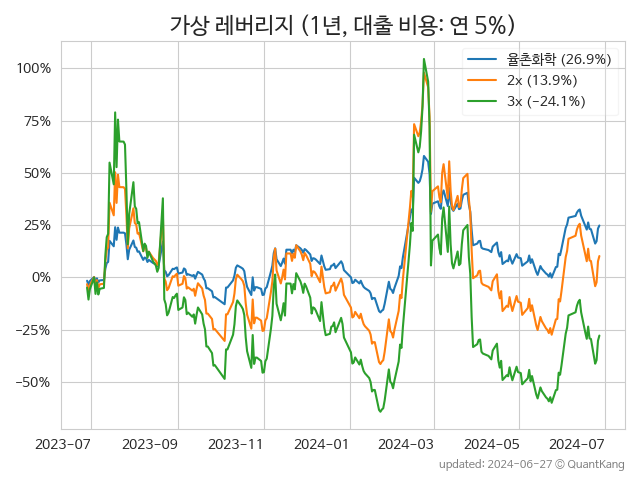 가상 레버리지 (1년, 대출 비용: 연 5%)
율촌화학 (26.9%)
2x (13.9%)
3x (−24.1%)
100%
75%
50%
25%
0%
−25%
−50%
2023-07 2023-09 2023-11 2024-01 2024-03 2024-05 2024-07
updated: 2024-06-27 © QuantKang